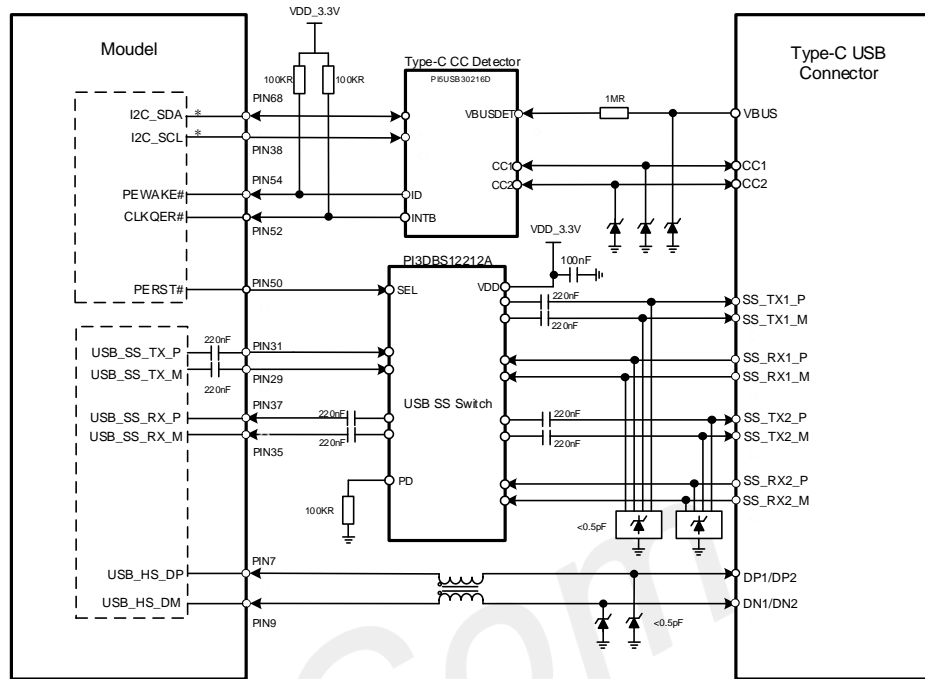 VDD_3.3V
Moudel
Type-C CC Detector
PI5USB30216D
Type-C USB
Connector
100KR
100KR
PIN68
I2C_SDA *
I2C_SCL *
PIN38
VBUSDET
1MR
VBUS
CC1
CC2
CC1
CC2
PIN54
PEWAKE#
ID
CLKQER#
INTB
PIN52
VDD_3.3V
PI3DBS12212A
100nF
PERST#
PIN50
SEL
VDD
220nF
220nF
SS_TX1_P
SS_TX1_M
USB_SS_TX_P
220nF
PIN31
USB_SS_TX_M
220nF
PIN29
SS_RX1_P
SS_RX1_M
USB_SS_RX_P
PIN37
220nF
USB_SS_RX_M
220nF
PIN35
USB SS Switch
220nF
220nF
SS_TX2_P
SS_TX2_M
PD
100KR
SS_RX2_P
SS_RX2_M
<0.5pF
PIN7
USB_HS_DP
DP1/DP2
USB_HS_DM
DN1/DN2
PIN9
<0.5pF
Com